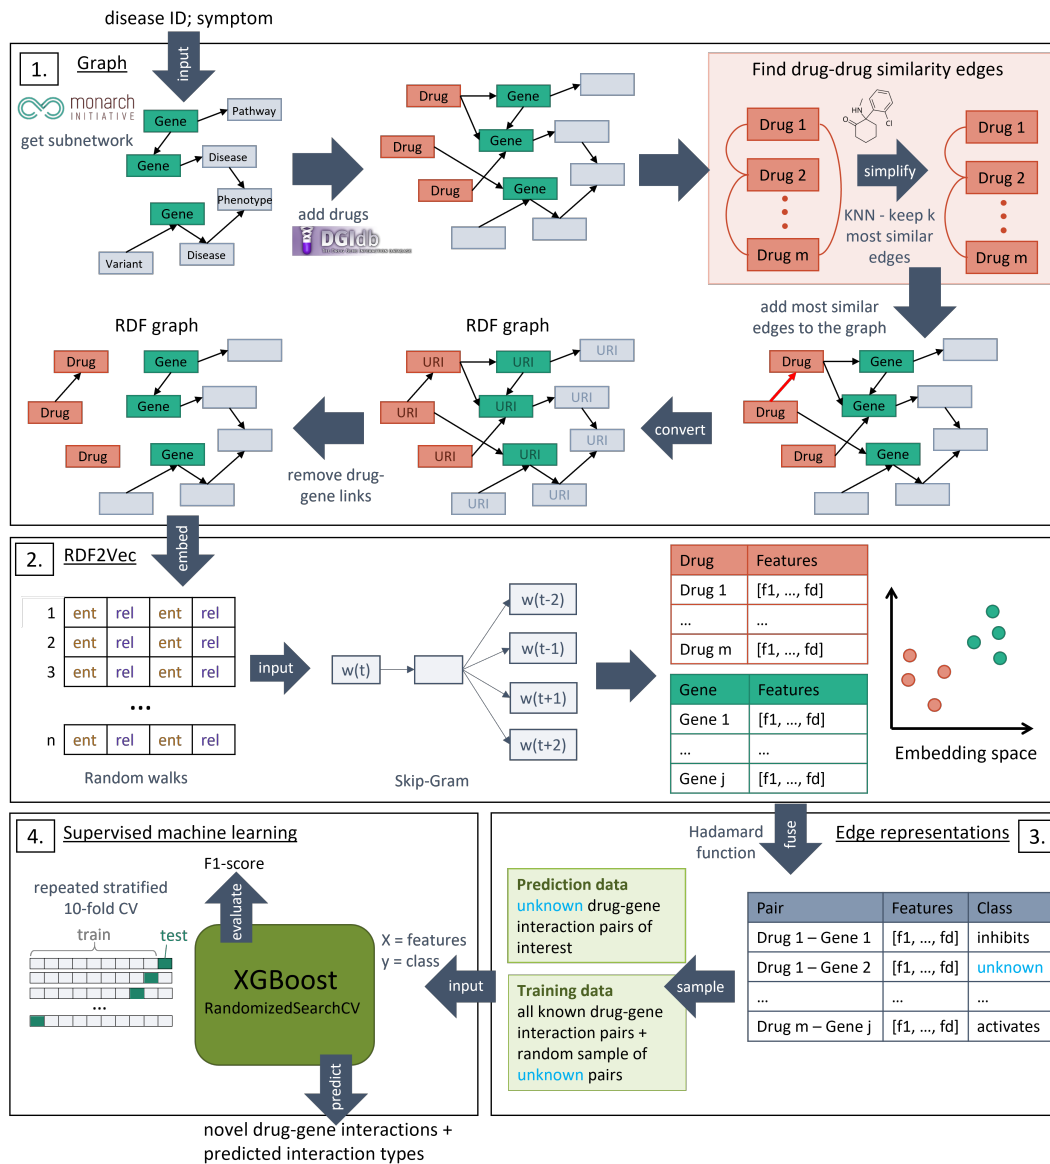 disease ID; symptom
input
1.
Graph
monarch
INITIATIVE
get subnetwork
Gene
Pathway
Gene
Disease
Phenotype
Gene
Variant
Disease
add drugs
DGIdb
Drug
Gene
Drug
Gene
Drug
Gene
Find drug-drug similarity edges
Drug 1
Drug 2
Drug m
HN
O
Cl
simplify
KNN - keep k
most similar
edges
Drug 1
Drug 2
Drug m
add most similar
edges to the graph
Drug
Gene
Drug
Gene
Drug
Gene
convert
RDF graph
URI
URI
URI
URI
URI
URI
URI
URI
URI
URI
remove drug-
gene links
RDF graph
Drug
Gene
Drug
Gene
Drug
Gene
embed
2.
RDF2Vec
1 ent rel ent rel
2 ent rel ent rel
3 ent rel ent rel
...
n ent rel ent rel
Random walks
input
w(t)
w(t-2)
w(t-1)
w(t+1)
w(t+2)
Skip-Gram
Drug Features
Drug 1 [f1, ..., fd]
... ...
Drug m [f1, ..., fd]
Gene Features
Gene 1 [f1, ..., fd]
... ...
Gene j [f1, ..., fd]
Embedding space
fuse
Hadamard
function
Edge representations
3.
Pair Features Class
Drug 1 – Gene 1 [f1, ..., fd] inhibits
Drug 1 – Gene 2 [f1, ..., fd] unknown
... ... ...
Drug m – Gene j [f1, ..., fd] activates
sample
Prediction data
unknown drug-gene
interaction pairs of
interest
Training data
all known drug-gene
interaction pairs +
random sample of
unknown pairs
input
X = features
y = class
4.
Supervised machine learning
F1-score
evaluate
repeated stratified
10-fold CV
train
test
...
XGBoost
RandomizedSearchCV
predict
novel drug-gene interactions +
predicted interaction types